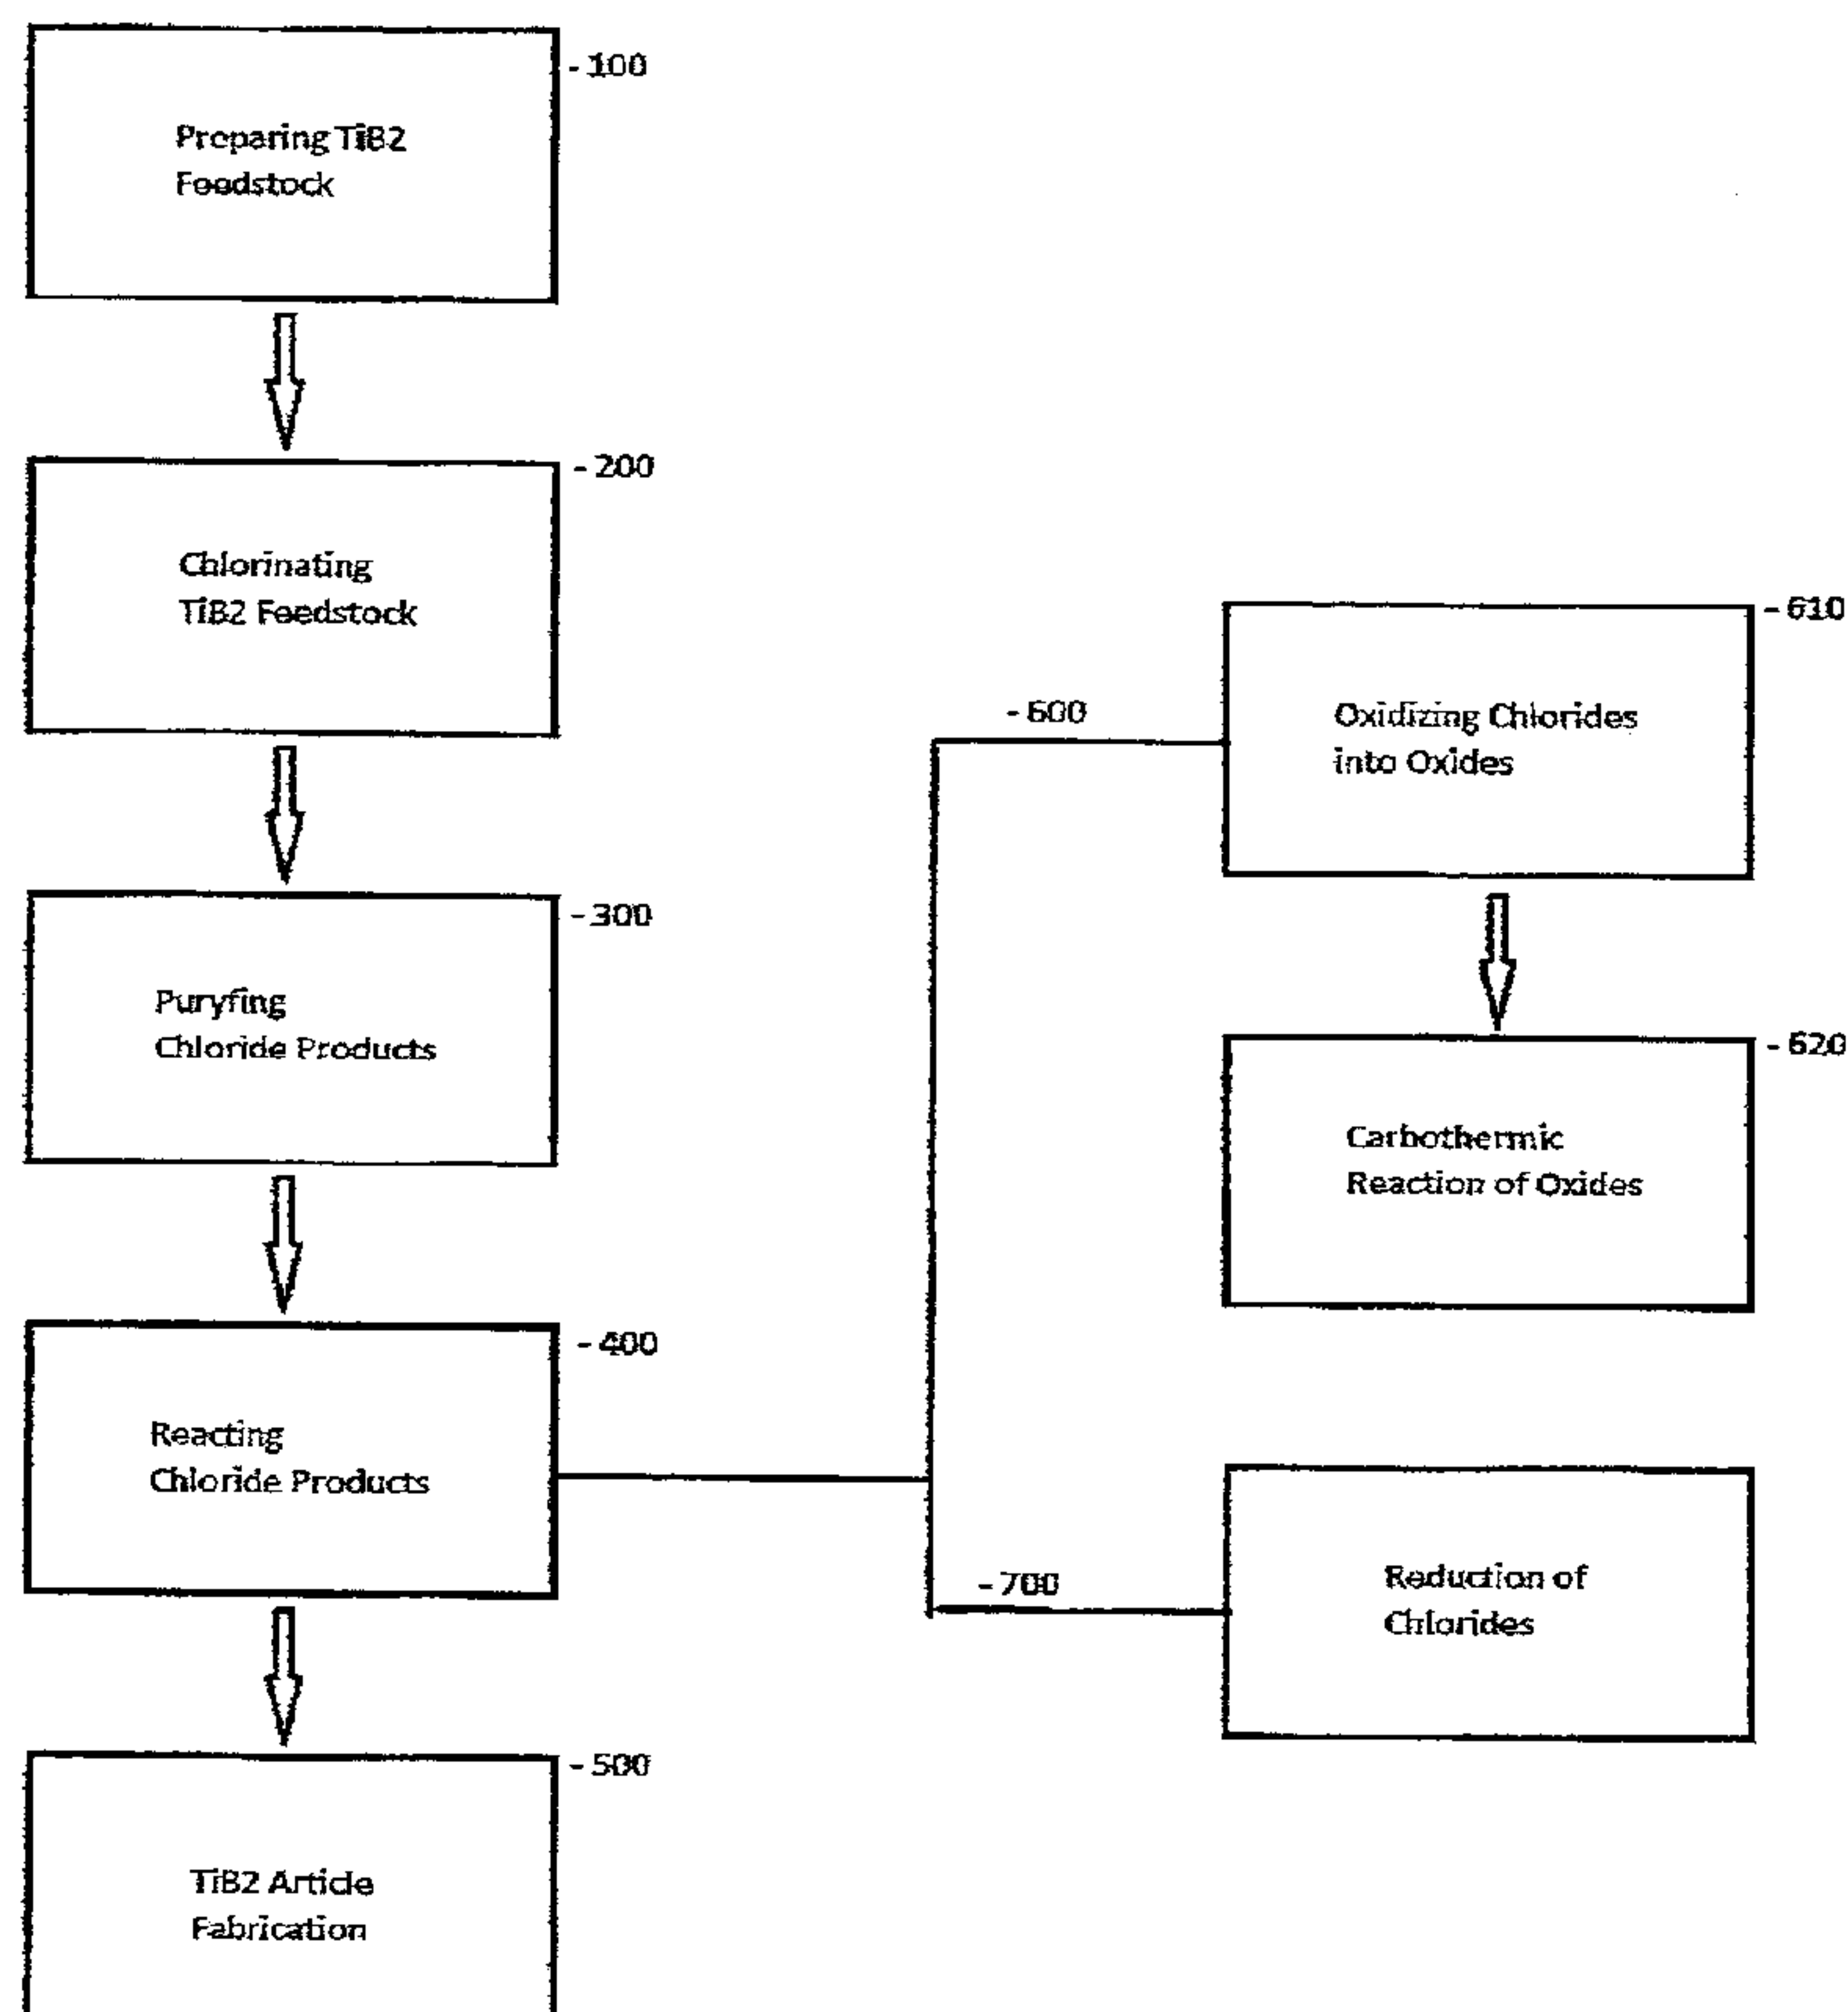 - 100
Preparing TiB2
Feedstock
- 200
Chlorinating
TiB2 Feedstock
- 300
Puryfing
Chloride Products
- 400
Reacting
Chloride Products
- 500
TiB2 Article
Fabrication
- 600
- 610
Oxidizing Chlorides
into Oxides
- 620
Carbothermic
Reaction of Oxides
- 700
Reduction of
Chlorides